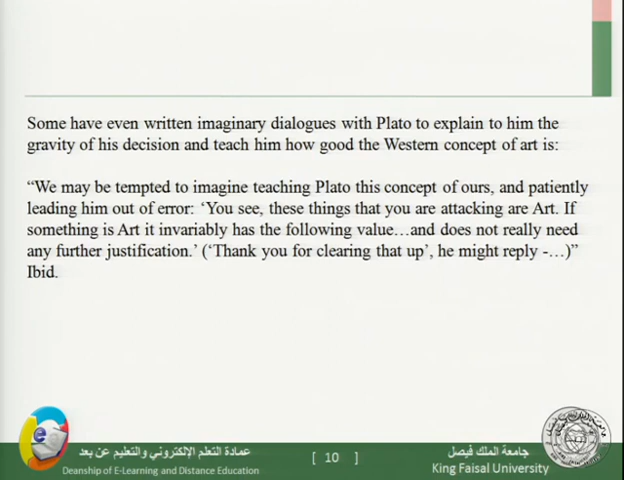 Some have even written imaginary dialogues with Plato to explain to him the
gravity of his decision and teach him how good the Western concept of art is:
“We may be tempted to imagine teaching Plato this concept of ours, and patiently
leading him out of error: ‘You see, these things that you are attacking are Art. If
something is Art it invariably has the following value…and does not really need
any further justification.’ (‘Thank you for clearing that up’, he might reply -…)”
Ibid.
عمادة التعلم الإلكتروني والتعليم عن بعد
Deanship of E-Learning and Distance Education
[ 10 ]
جامعة الملك فيصل
King Faisal University